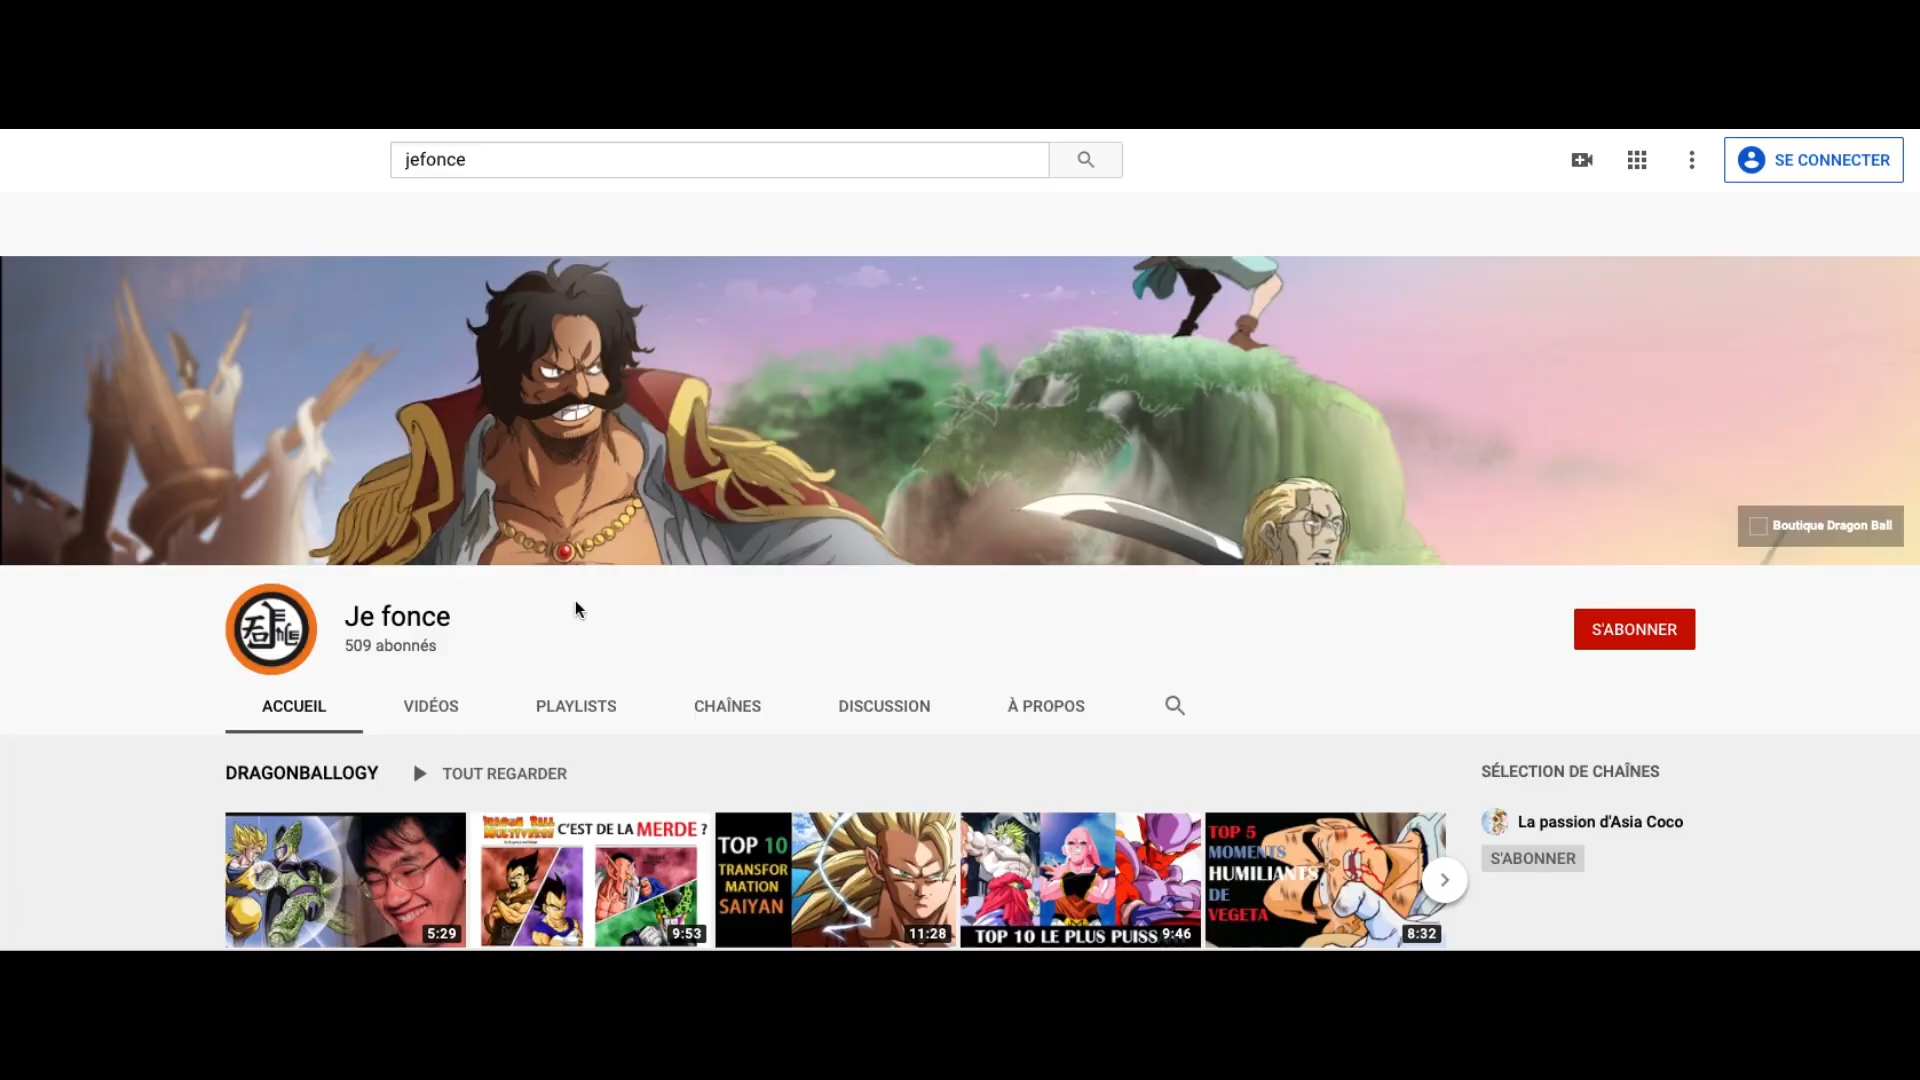 jefonce
SE CONNECTER
Boutique Dragon Ball
Je fonce
509 abonnés
S'ABONNER
ACCUEIL
VIDÉOS
PLAYLISTS
CHAÎNES
DISCUSSION
À PROPOS
DRAGONBALLOGY
TOUT REGARDER
SÉLECTION DE CHAÎNES
La passion d'Asia Coco
S'ABONNER
5:29
DRAGON BALL
MULTIVERSE
C'EST DE LA MERDE ?
9:53
TOP 10
TRANSFOR
MATION
SAIYAN
11:28
TOP 10 LE PLUS PUISS
9:46
TOP 5
MOMENTS
HUMILIANTS
DE
VEGETA
8:32